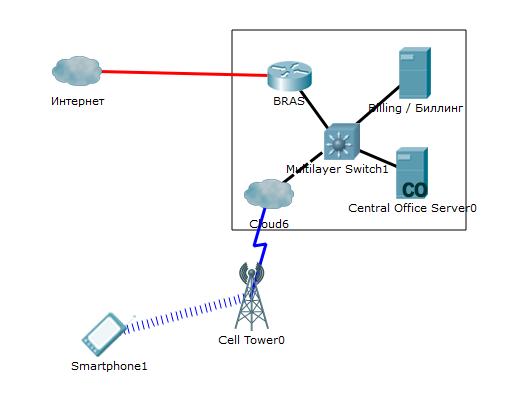 Интернет
BRAS
Billing / Биллинг
Multilayer Switch1
CO
Central Office Server0
Cloud6
Cell Tower0
Smartphone1